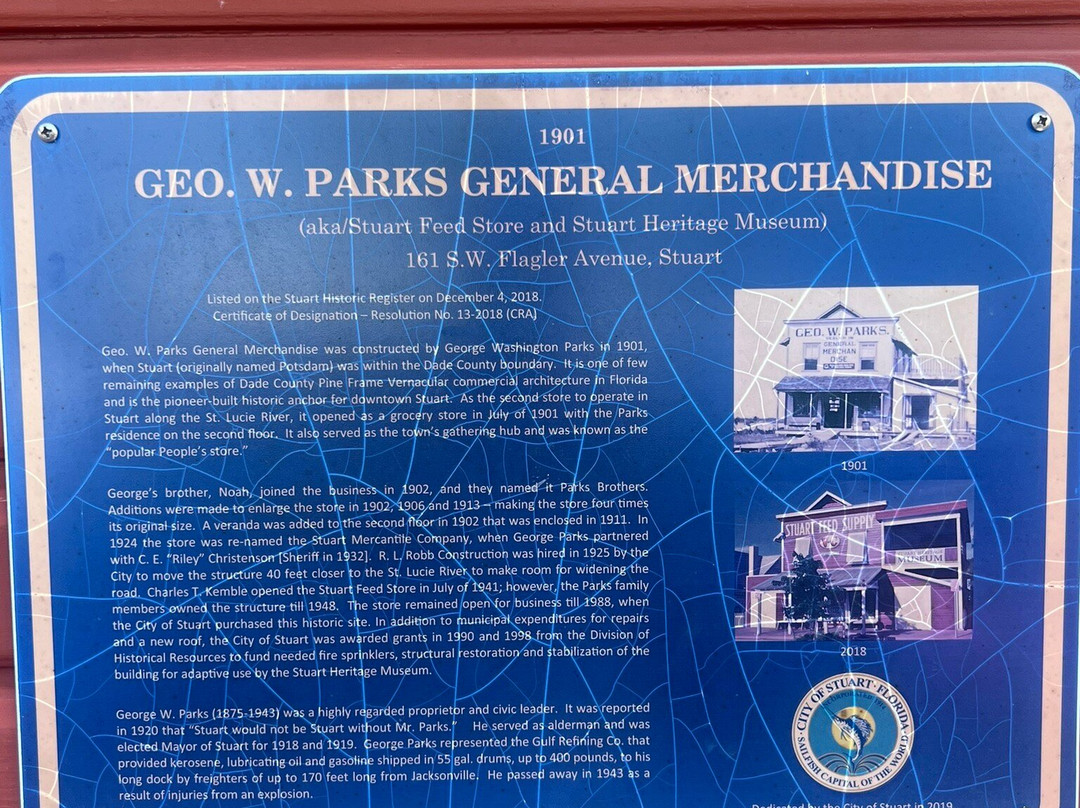 1901
GEO. W. PARKS GENERAL MERCHANDISE
(aka/Stuart Feed Store and Stuart Heritage Museum)
161 S.W. Flagler Avenue, Stuart
Listed on the Stuart Historic Register on December 4, 2018.
Certificate of Designation – Resolution No. 13-2018 (CRA)
Geo. W. Parks General Merchandise was constructed by George Washington Parks in 1901,
when Stuart (originally named Potsdam) was within the Dade County boundary. It is one of few
remaining examples of Dade County Pine Frame Vernacular commercial architecture in Florida
and is the pioneer-built historic anchor for downtown Stuart. As the second store to operate in
Stuart along the St. Lucie River, it opened as a grocery store in July of 1901 with the Parks
residence on the second floor. It also served as the town's gathering hub and was known as the
"popular People's store."
George's brother, Noah, joined the business in 1902, and they named it Parks Brothers.
Additions were made to enlarge the store in 1902, 1906 and 1913 – making the store four times
its original size. A veranda was added to the second floor in 1902 that was enclosed in 1911. In
1924 the store was re-named the Stuart Mercantile Company, when George Parks partnered
with C. E. "Riley" Christenson [Sheriff in 1932]. R. L. Robb Construction was hired in 1925 by the
City to move the structure 40 feet closer to the St. Lucie River to make room for widening the
road. Charles T. Kemble opened the Stuart Feed Store in July of 1941; however, the Parks family
members owned the structure till 1948. The store remained open for business till 1988, when
the City of Stuart purchased this historic site. In addition to municipal expenditures for repairs
and a new roof, the City of Stuart was awarded grants in 1990 and 1998 from the Division of
Historical Resources to fund needed fire sprinklers, structural restoration and stabilization of the
building for adaptive use by the Stuart Heritage Museum.
George W. Parks (1875-1943) was a highly regarded proprietor and civic leader. It was reported
in 1920 that "Stuart would not be Stuart without Mr. Parks." He served as alderman and was
elected Mayor of Stuart for 1918 and 1919. George Parks represented the Gulf Refining Co. that
provided kerosene, lubricating oil and gasoline shipped in 55 gal. drums, up to 400 pounds, to his
long dock by freighters of up to 170 feet long from Jacksonville. He passed away in 1943 as a
result of injuries from an explosion.
GEO. W. PARKS.
GENERAL
MERCHAN
DISE
1901
STUART FEED SUPPLY
MUSEUM
2018
CITY OF STUART · FLORIDA
SAILFISH CAPITAL OF THE WORLD
Dedicated by the City of Stuart in 2019